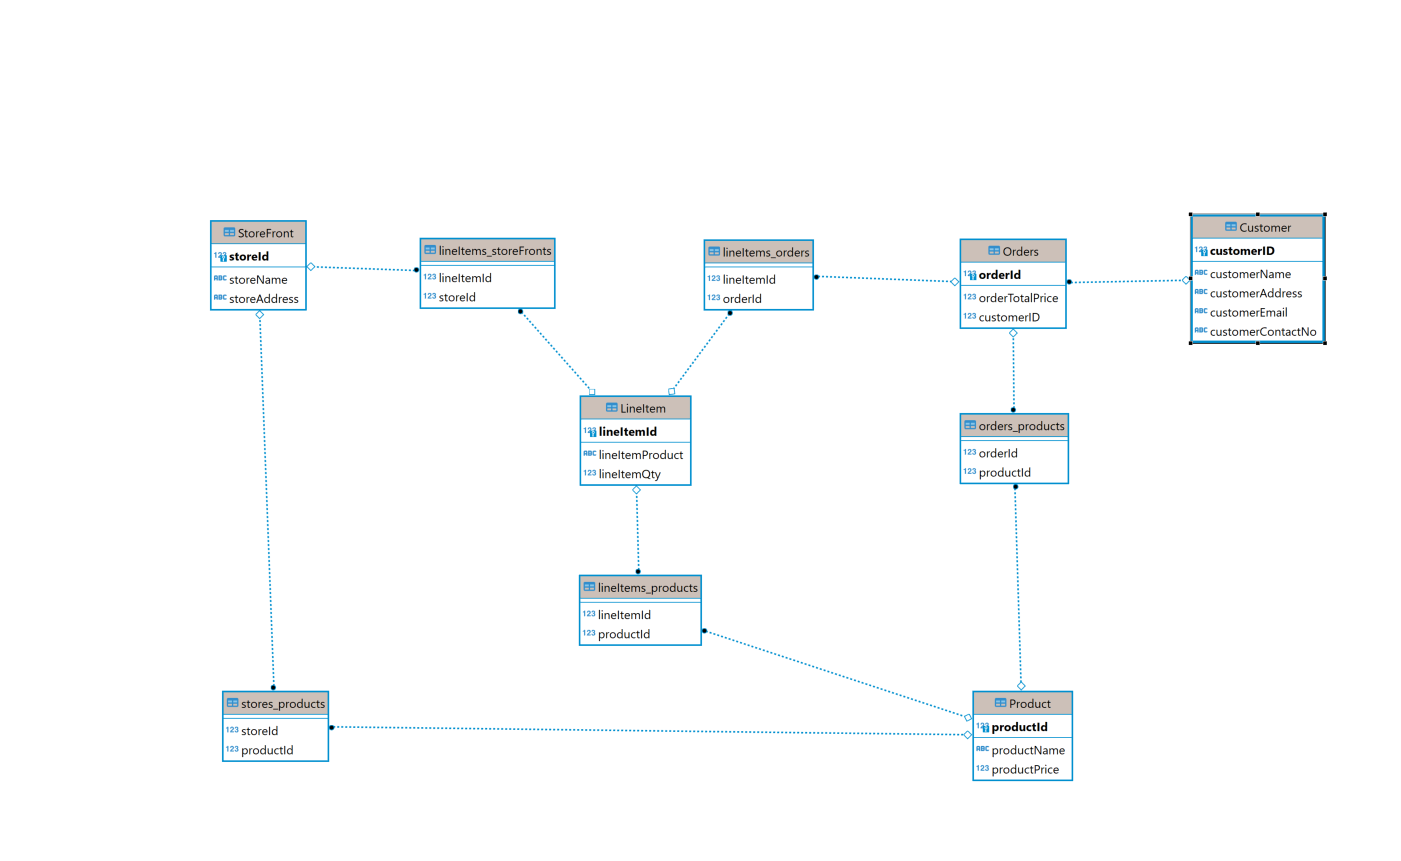 StoreFront
123 storeId
ABC storeName
ABC storeAddress
lineItems_storeFronts
123 lineItemId
123 storeId
lineItems_orders
123 lineItemId
123 orderId
Orders
123 orderId
123 orderTotalPrice
123 customerID
Customer
123 customerID
ABC customerName
ABC customerAddress
ABC customerEmail
ABC customerContactNo
LineItem
123 lineItemId
ABC lineItemProduct
123 lineItemQty
orders_products
123 orderId
123 productId
lineItems_products
123 lineItemId
123 productId
stores_products
123 storeId
123 productId
Product
123 productId
ABC productName
123 productPrice